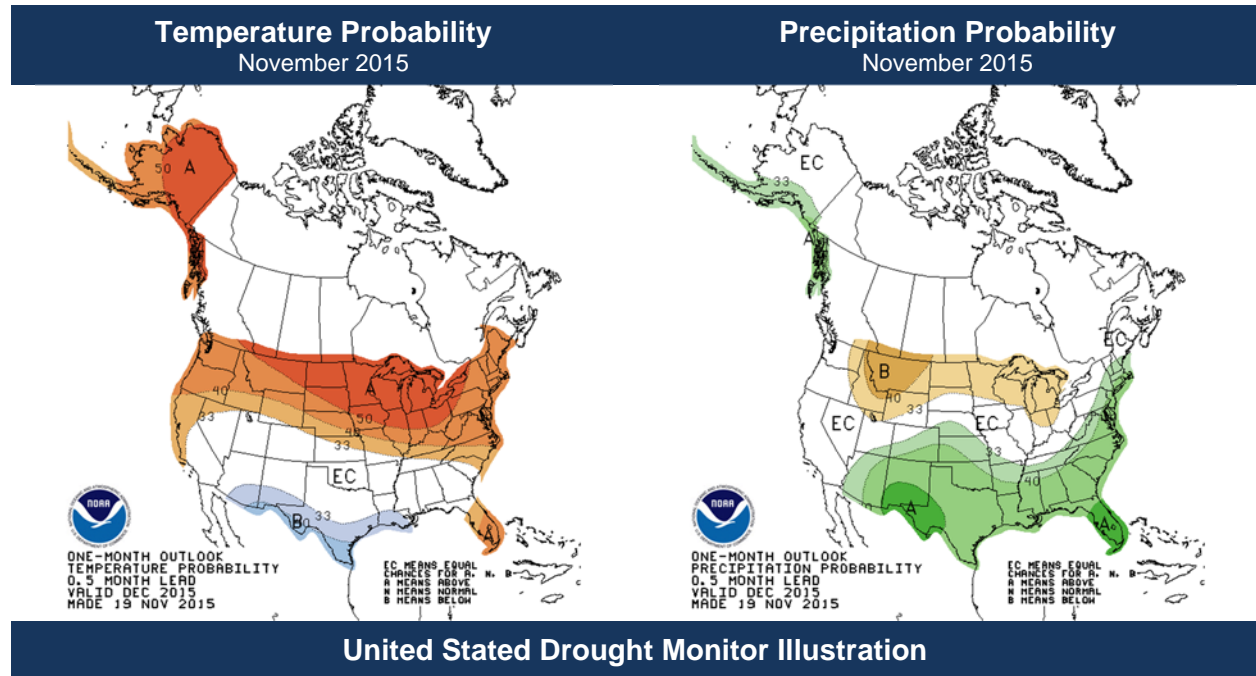 Temperature Probability
November 2015
Precipitation Probability
November 2015
50
A
40
33
A
50
40
33
EC
B
33
A
NOAA
ONE-MONTH OUTLOOK
TEMPERATURE PROBABILITY
0.5 MONTH LEAD
VALID DEC 2015
MADE 19 NOV 2015
EC MEANS EQUAL
CHANCES FOR A, N, B
A MEANS ABOVE
N MEANS NORMAL
B MEANS BELOW
EC
33
A
EC
B
40
33
EC
EC
33
40
A
A
NOAA
ONE-MONTH OUTLOOK
PRECIPITATION PROBABILITY
0.5 MONTH LEAD
VALID DEC 2015
MADE 19 NOV 2015
EC MEANS EQUAL
CHANCES FOR A, N, B
A MEANS ABOVE
N MEANS NORMAL
B MEANS BELOW
United Stated Drought Monitor Illustration